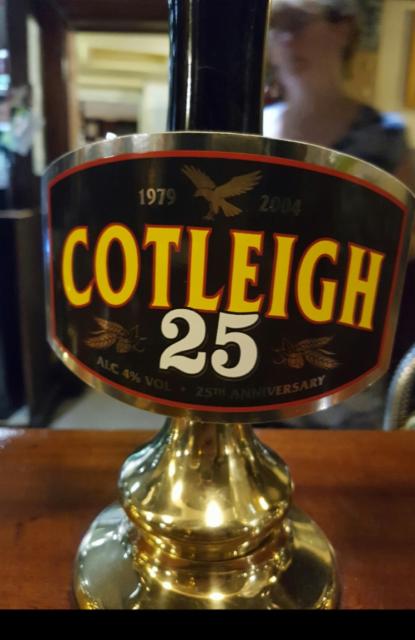 1979 2004
COTLEIGH
25
ALC 4% VOL • 25TH ANNIVERSARY